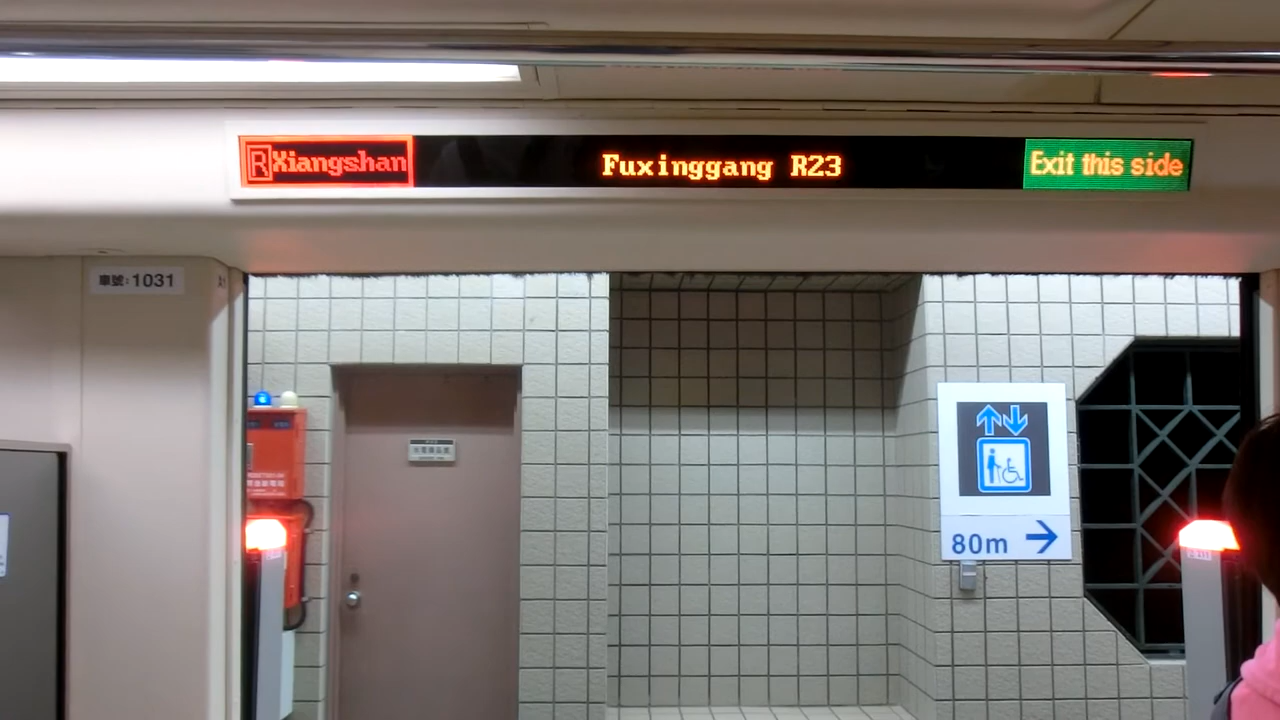 R Xiangshan
Fuxinggang R23
Exit this side
車號:1031
80m